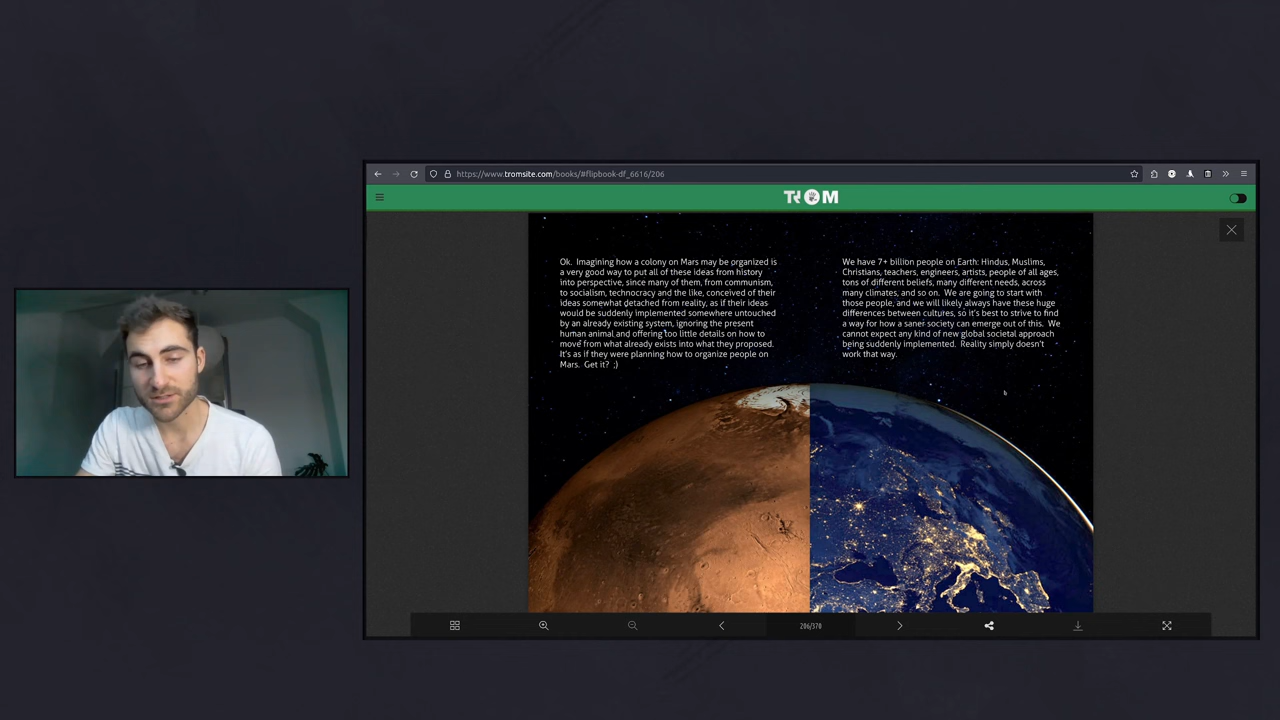 https://www.tromsite.com/books/#flipbook-df_6616/206
TROM
Ok. Imagining how a colony on Mars may be organized is
a very good way to put all of these ideas from history
into perspective, since many of them, from communism,
to socialism, technocracy and the like, conceived of their
ideas somewhat detached from reality, as if their ideas
would be suddenly implemented somewhere untouched
by an already existing system, ignoring the present
human animal and offering too little details on how to
move from what already exists into what they proposed.
It's as if they were planning how to organize people on
Mars. Get it? ;)
We have 7+ billion people on Earth: Hindus, Muslims,
Christians, teachers, engineers, artists, people of all ages,
tons of different beliefs, many different needs, across
many climates, and so on. We are going to start with
those people, and we will likely always have these huge
differences between cultures, so it's best to strive to find
a way for how a saner society can emerge out of this. We
cannot expect any kind of new global societal approach
being suddenly implemented. Reality simply doesn't
work that way.
206/370